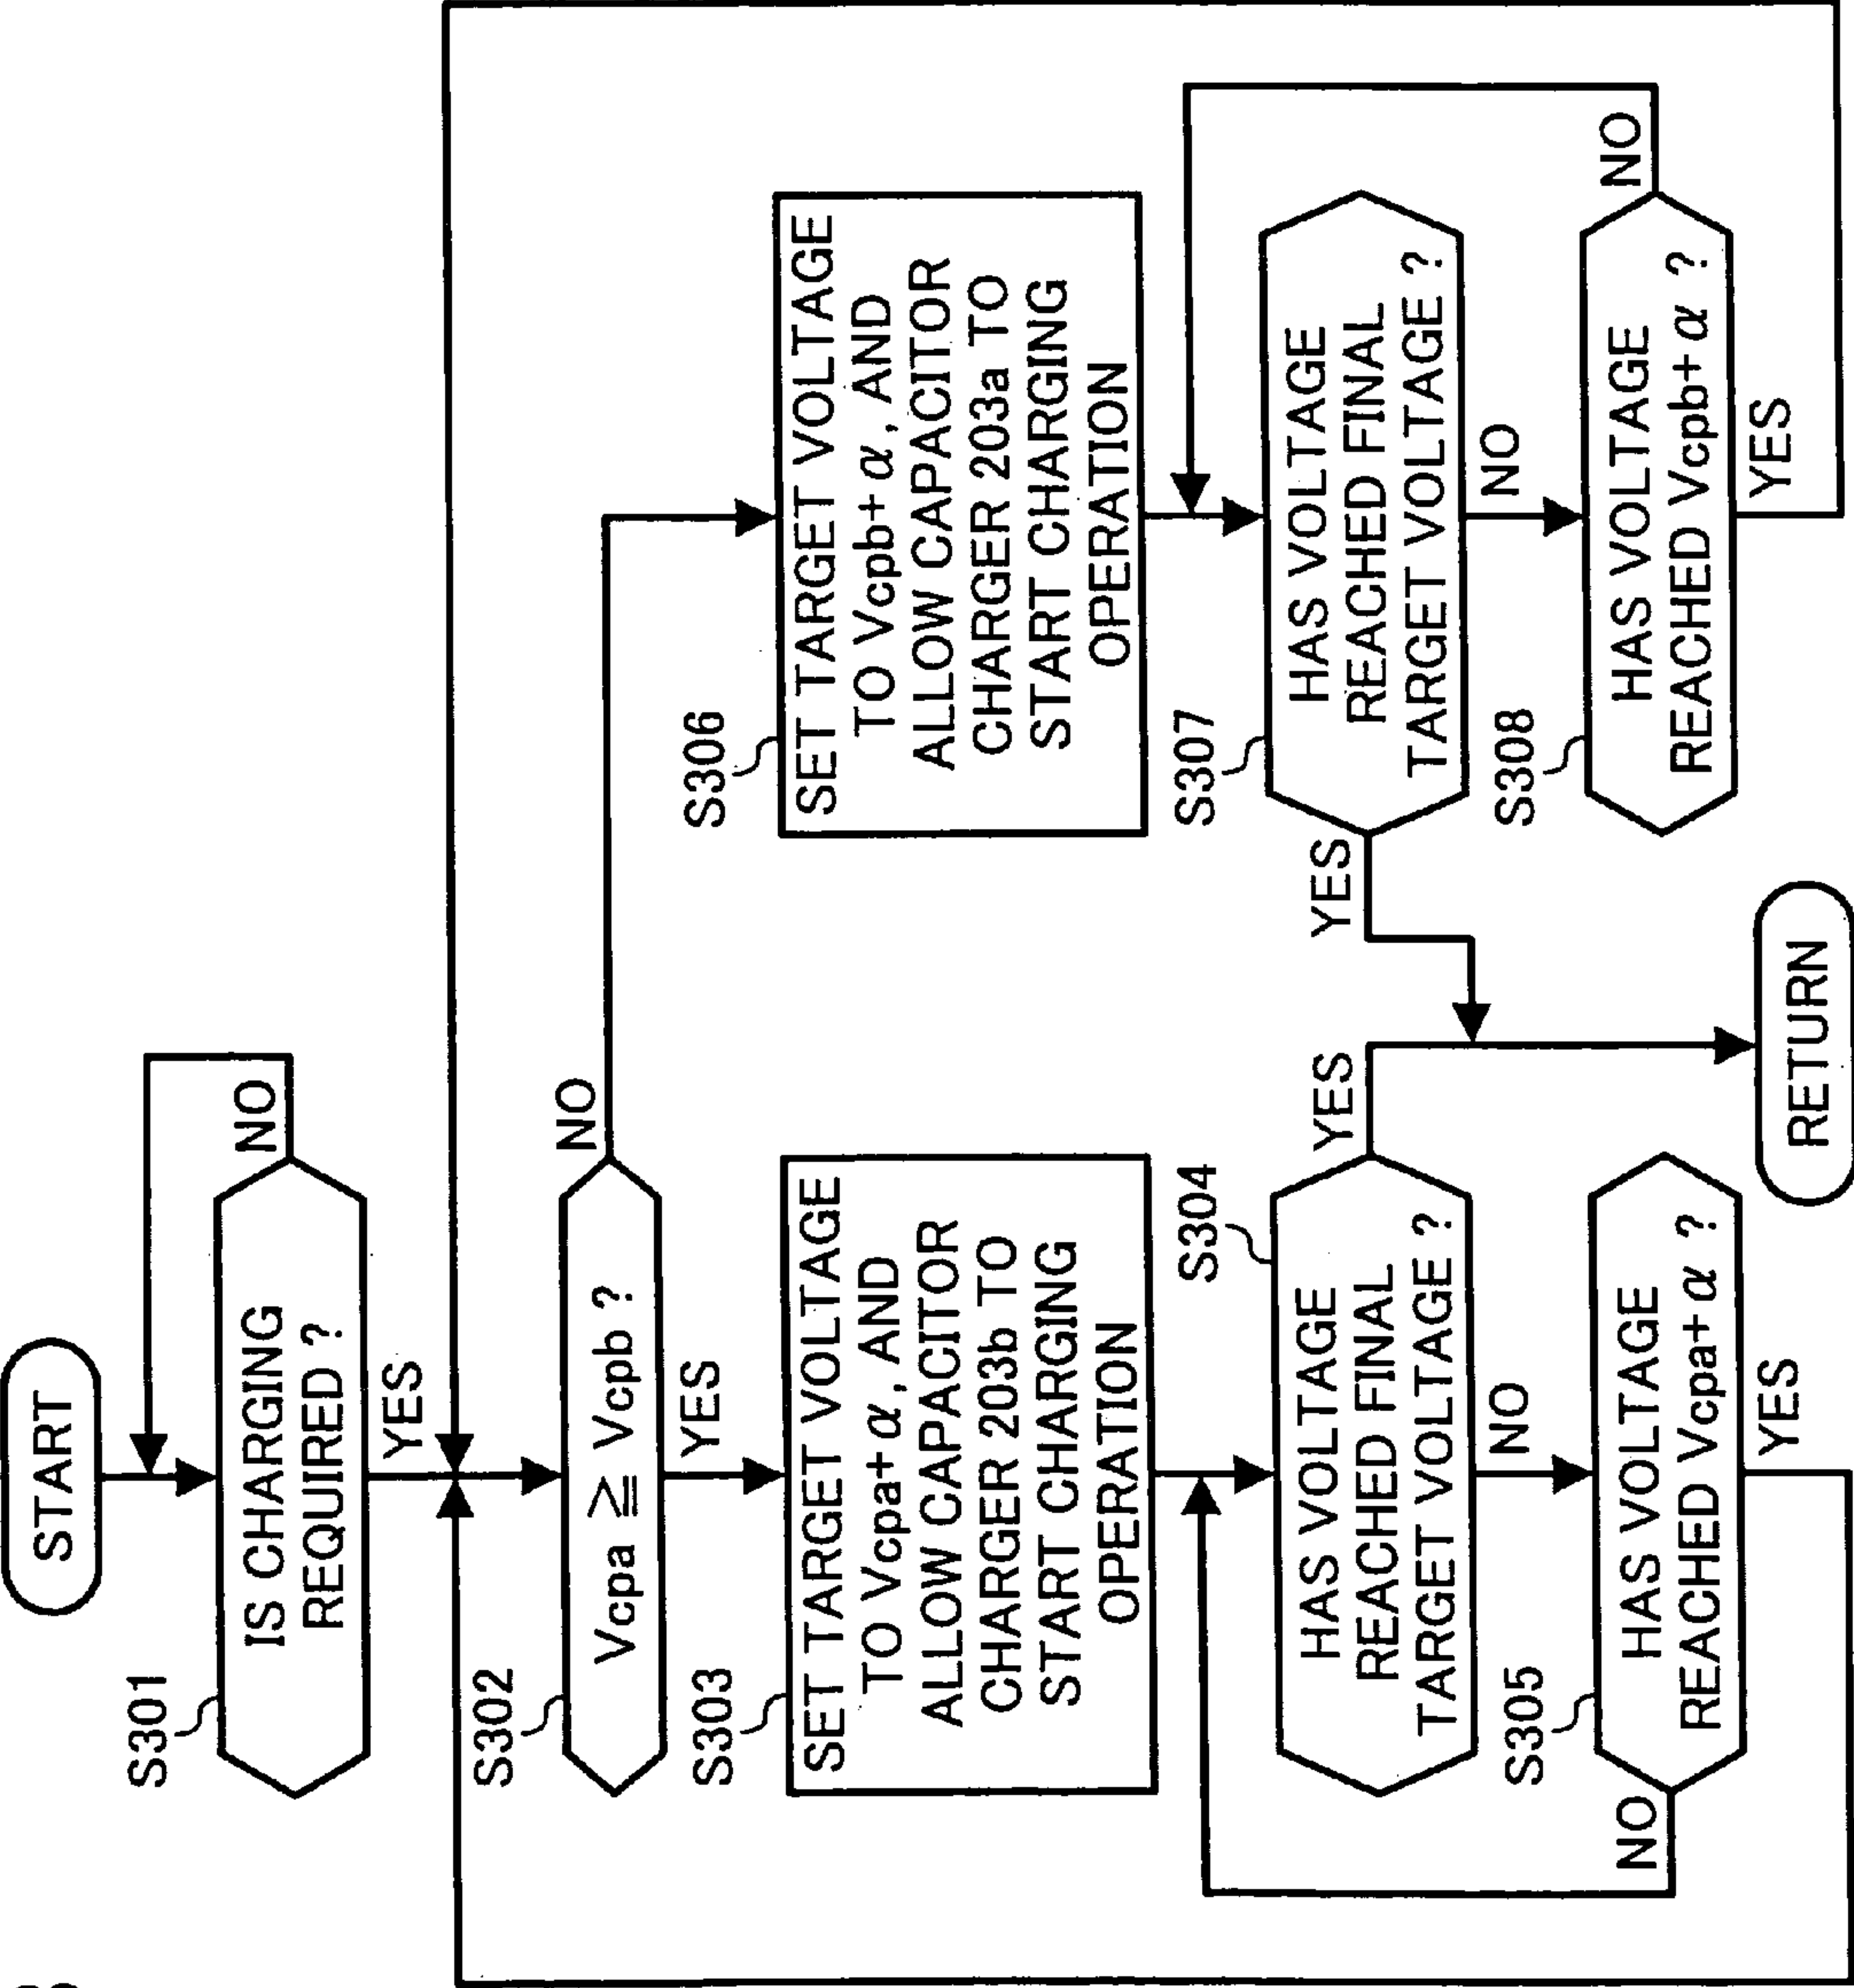 START
S301
IS CHARGING
REQUIRED ?
NO
YES
S302
Vcpa ≧ Vcpb ?
NO
YES
S303
SET TARGET VOLTAGE
TO Vcpa+α, AND
ALLOW CAPACITOR
CHARGER 203b TO
START CHARGING
OPERATION
S304
HAS VOLTAGE
REACHED FINAL
TARGET VOLTAGE ?
YES
NO
S305
HAS VOLTAGE
REACHED Vcpa+α ?
NO
YES
S306
SET TARGET VOLTAGE
TO Vcpb+α, AND
ALLOW CAPACITOR
CHARGER 203a TO
START CHARGING
OPERATION
S307
HAS VOLTAGE
REACHED FINAL
TARGET VOLTAGE ?
YES
NO
S308
HAS VOLTAGE
REACHED Vcpb+α ?
NO
YES
RETURN